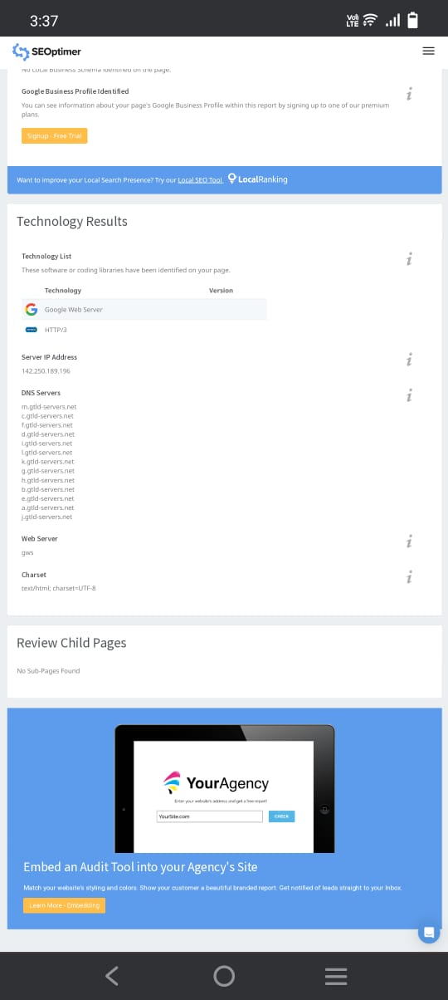 3:37
Vo)) LTE
SEOptimer
No Local Business Schema identified on the page.
Google Business Profile Identified
You can see information about your page's Google Business Profile within this report by signing up to one of our premium
plans.
Signup - Free Trial
Want to improve your Local Search Presence? Try our Local SEO Tool LocalRanking
Technology Results
Technology List
These software or coding libraries have been identified on your page.
Technology Version
Google Web Server
HTTP/3
Server IP Address
142.250.189.196
DNS Servers
m.gtld-servers.net
c.gtld-servers.net
f.gtld-servers.net
d.gtld-servers.net
i.gtld-servers.net
l.gtld-servers.net
k.gtld-servers.net
g.gtld-servers.net
h.gtld-servers.net
b.gtld-servers.net
e.gtld-servers.net
a.gtld-servers.net
j.gtld-servers.net
Web Server
gws
Charset
text/html; charset=UTF-8
Review Child Pages
No Sub-Pages Found
YourAgency
Enter your website's address and get a free report!
YourSite.com CHECK
Embed an Audit Tool into your Agency's Site
Match your website's styling and colors. Show your customer a beautiful branded report. Get notified of leads straight to your Inbox.
Learn More - Embedding